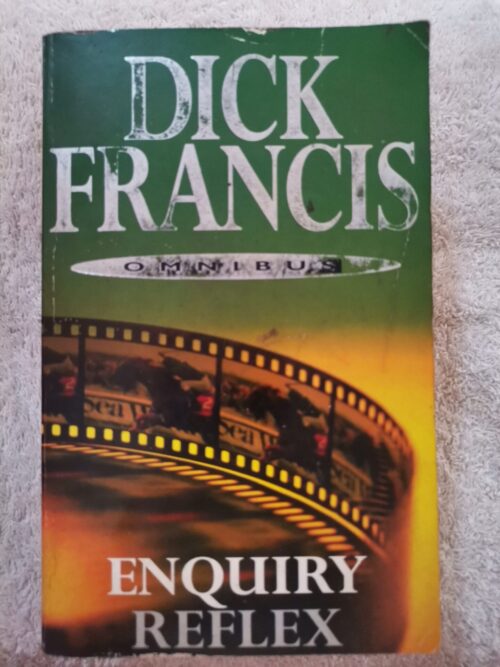 DICK
FRANCIS
OMNIBUS
ENQUIRY
REFLEX